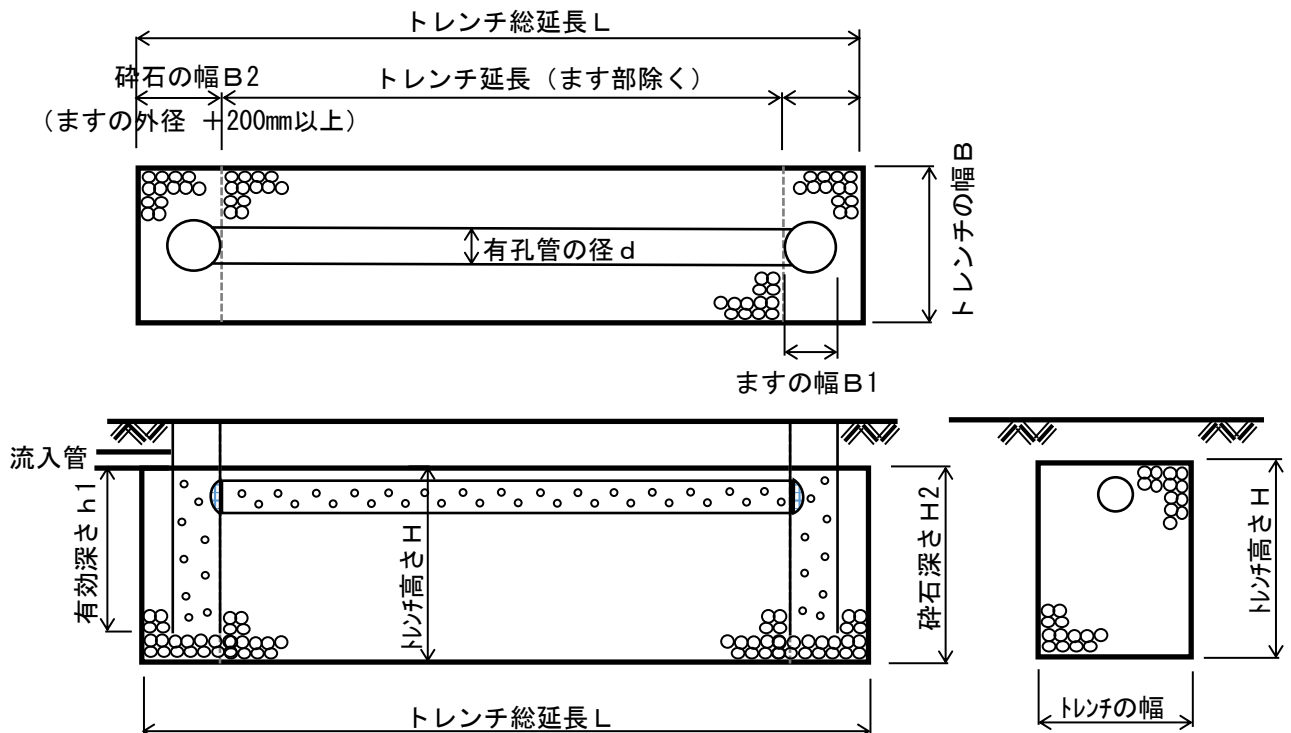 トレンチ総延長L
砕石の幅B2
トレンチ延長（ます部除く）
（ますの外径 ＋200mm以上）
トレンチの幅B
有孔管の径d
ますの幅B1
流入管
有効深さh1
トレンチ高さH
砕石深さH2
トレンチ高さH
トレンチ総延長L
トレンチの幅